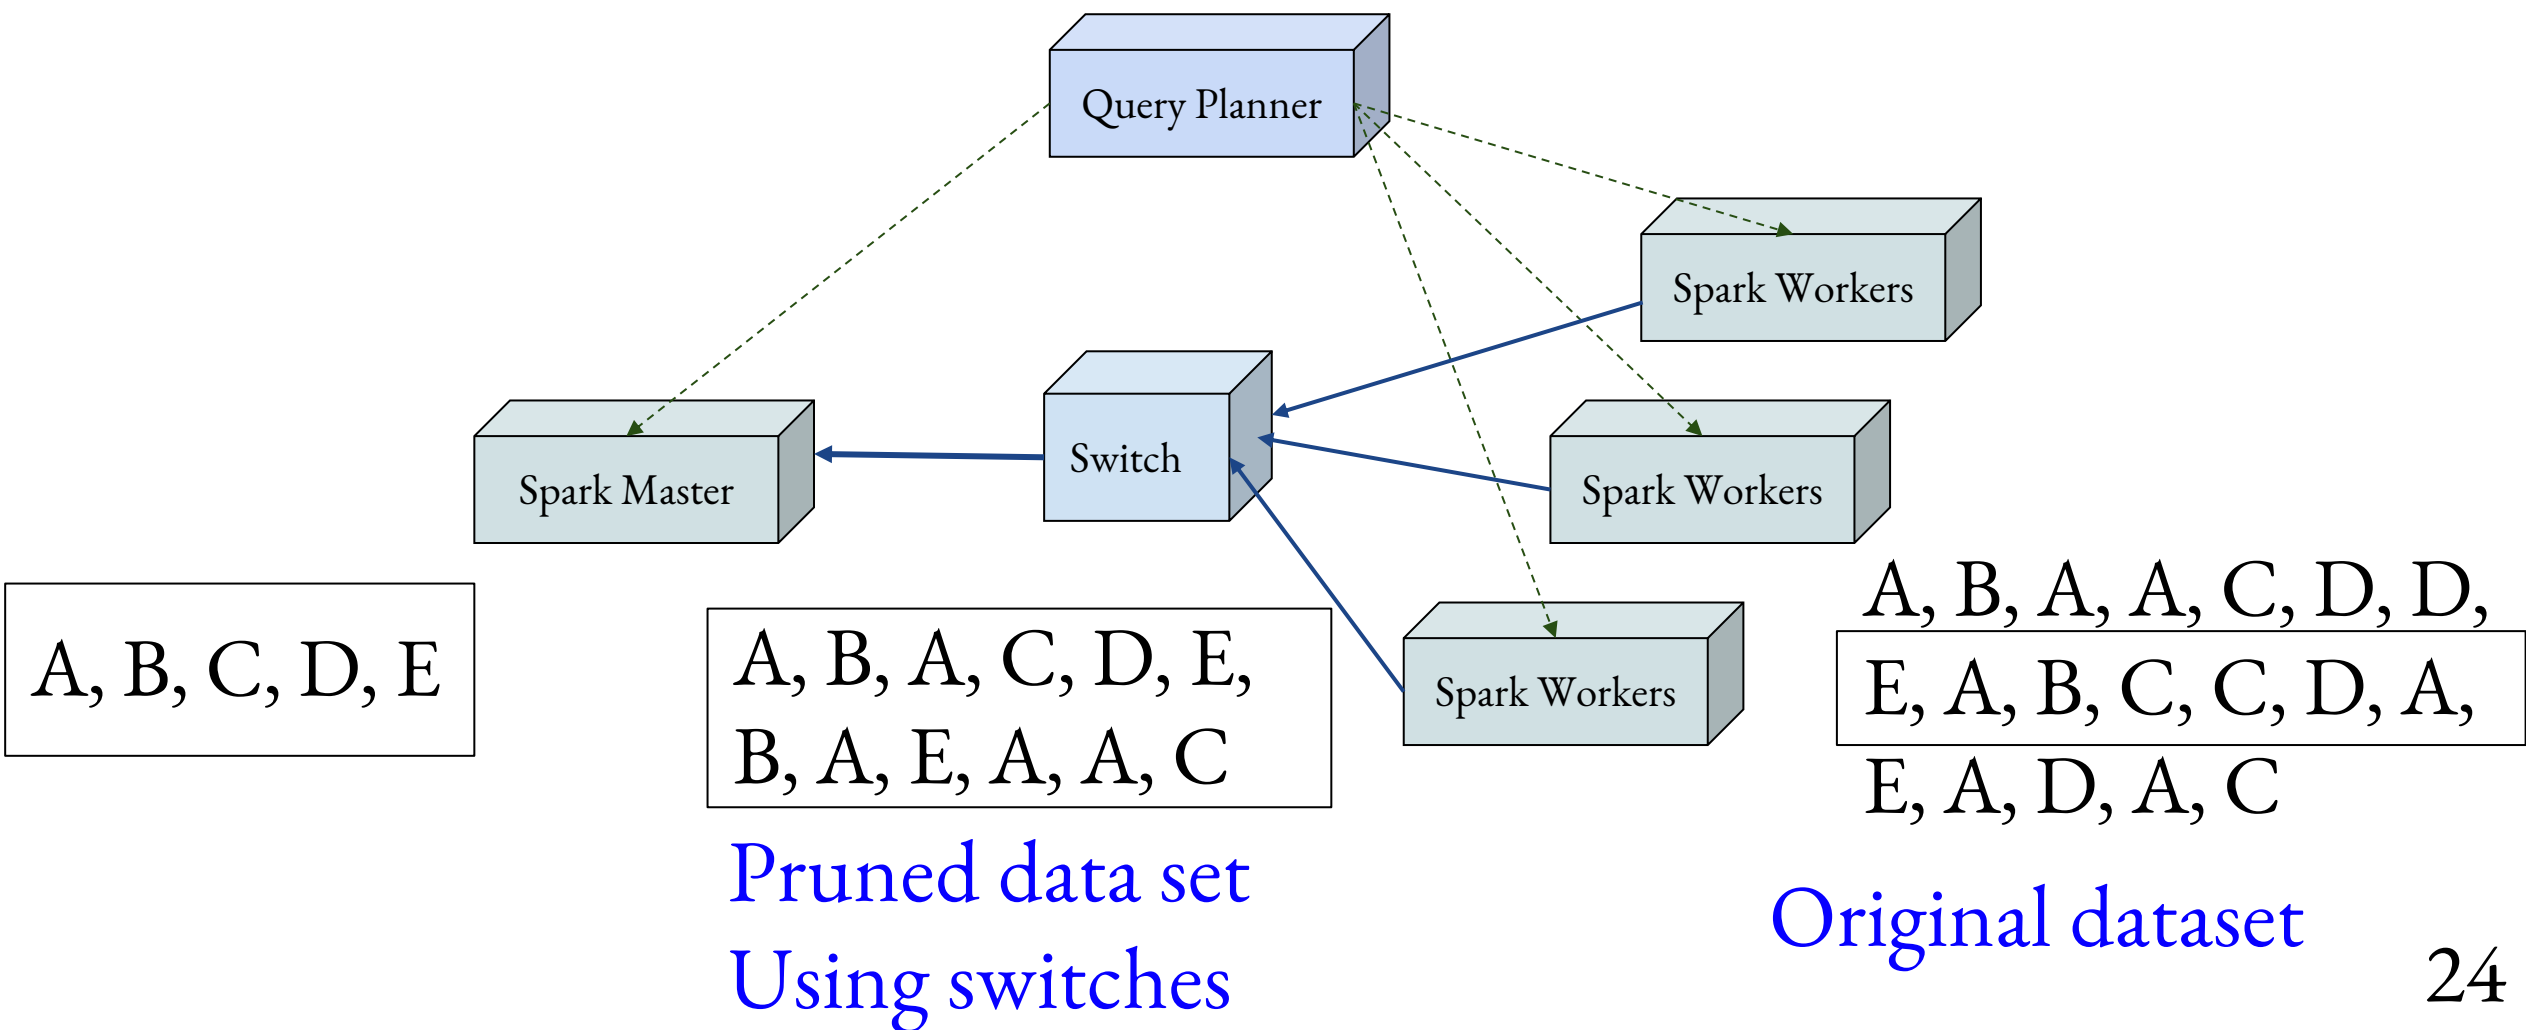 Query Planner
Spark Workers
Switch
Spark Master
Spark Workers
Spark Workers
A, B, C, D, E
A, B, A, C, D, E,
B, A, E, A, A, C
A, B, A, A, C, D, D,
E, A, B, C, C, D, A,
E, A, D, A, C
Pruned data set
Using switches
Original dataset
24